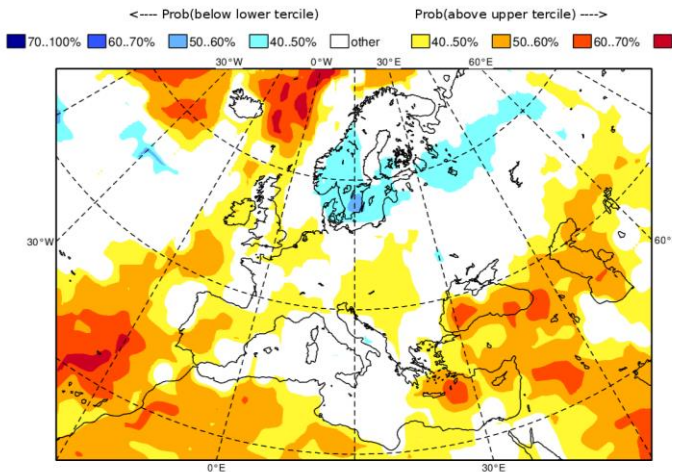 <---- Prob(below lower tercile) Prob(above upper tercile) ---->
70..100% 60..70% 50..60% 40..50% other 40..50% 50..60% 60..70%
30°W 0°E 30°E 60°E
30°W 60°
0°E 30°E